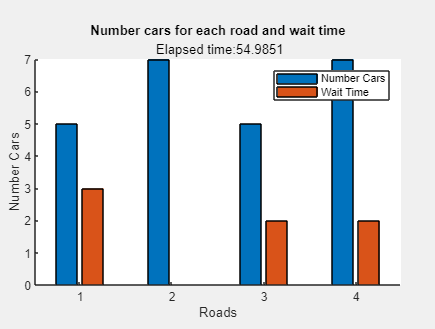 Number cars for each road and wait time
Elapsed time:54.9851
Number Cars
Wait Time
Number Cars
7
6
5
4
3
2
1
0
1 2 3 4
Roads